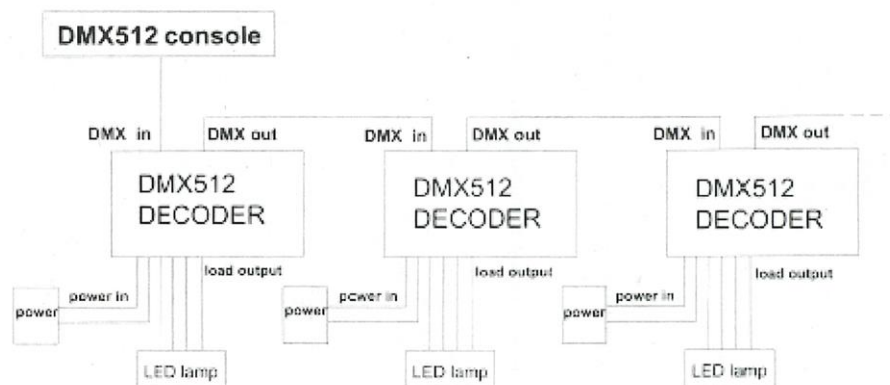 DMX512 console
DMX in
DMX out
DMX in
DMX out
DMX in
DMX out
DMX512
DECODER
DMX512
DECODER
DMX512
DECODER
load output
load output
load output
power in
power in
power in
power
power
power
LED lamp
LED lamp
LED lamp